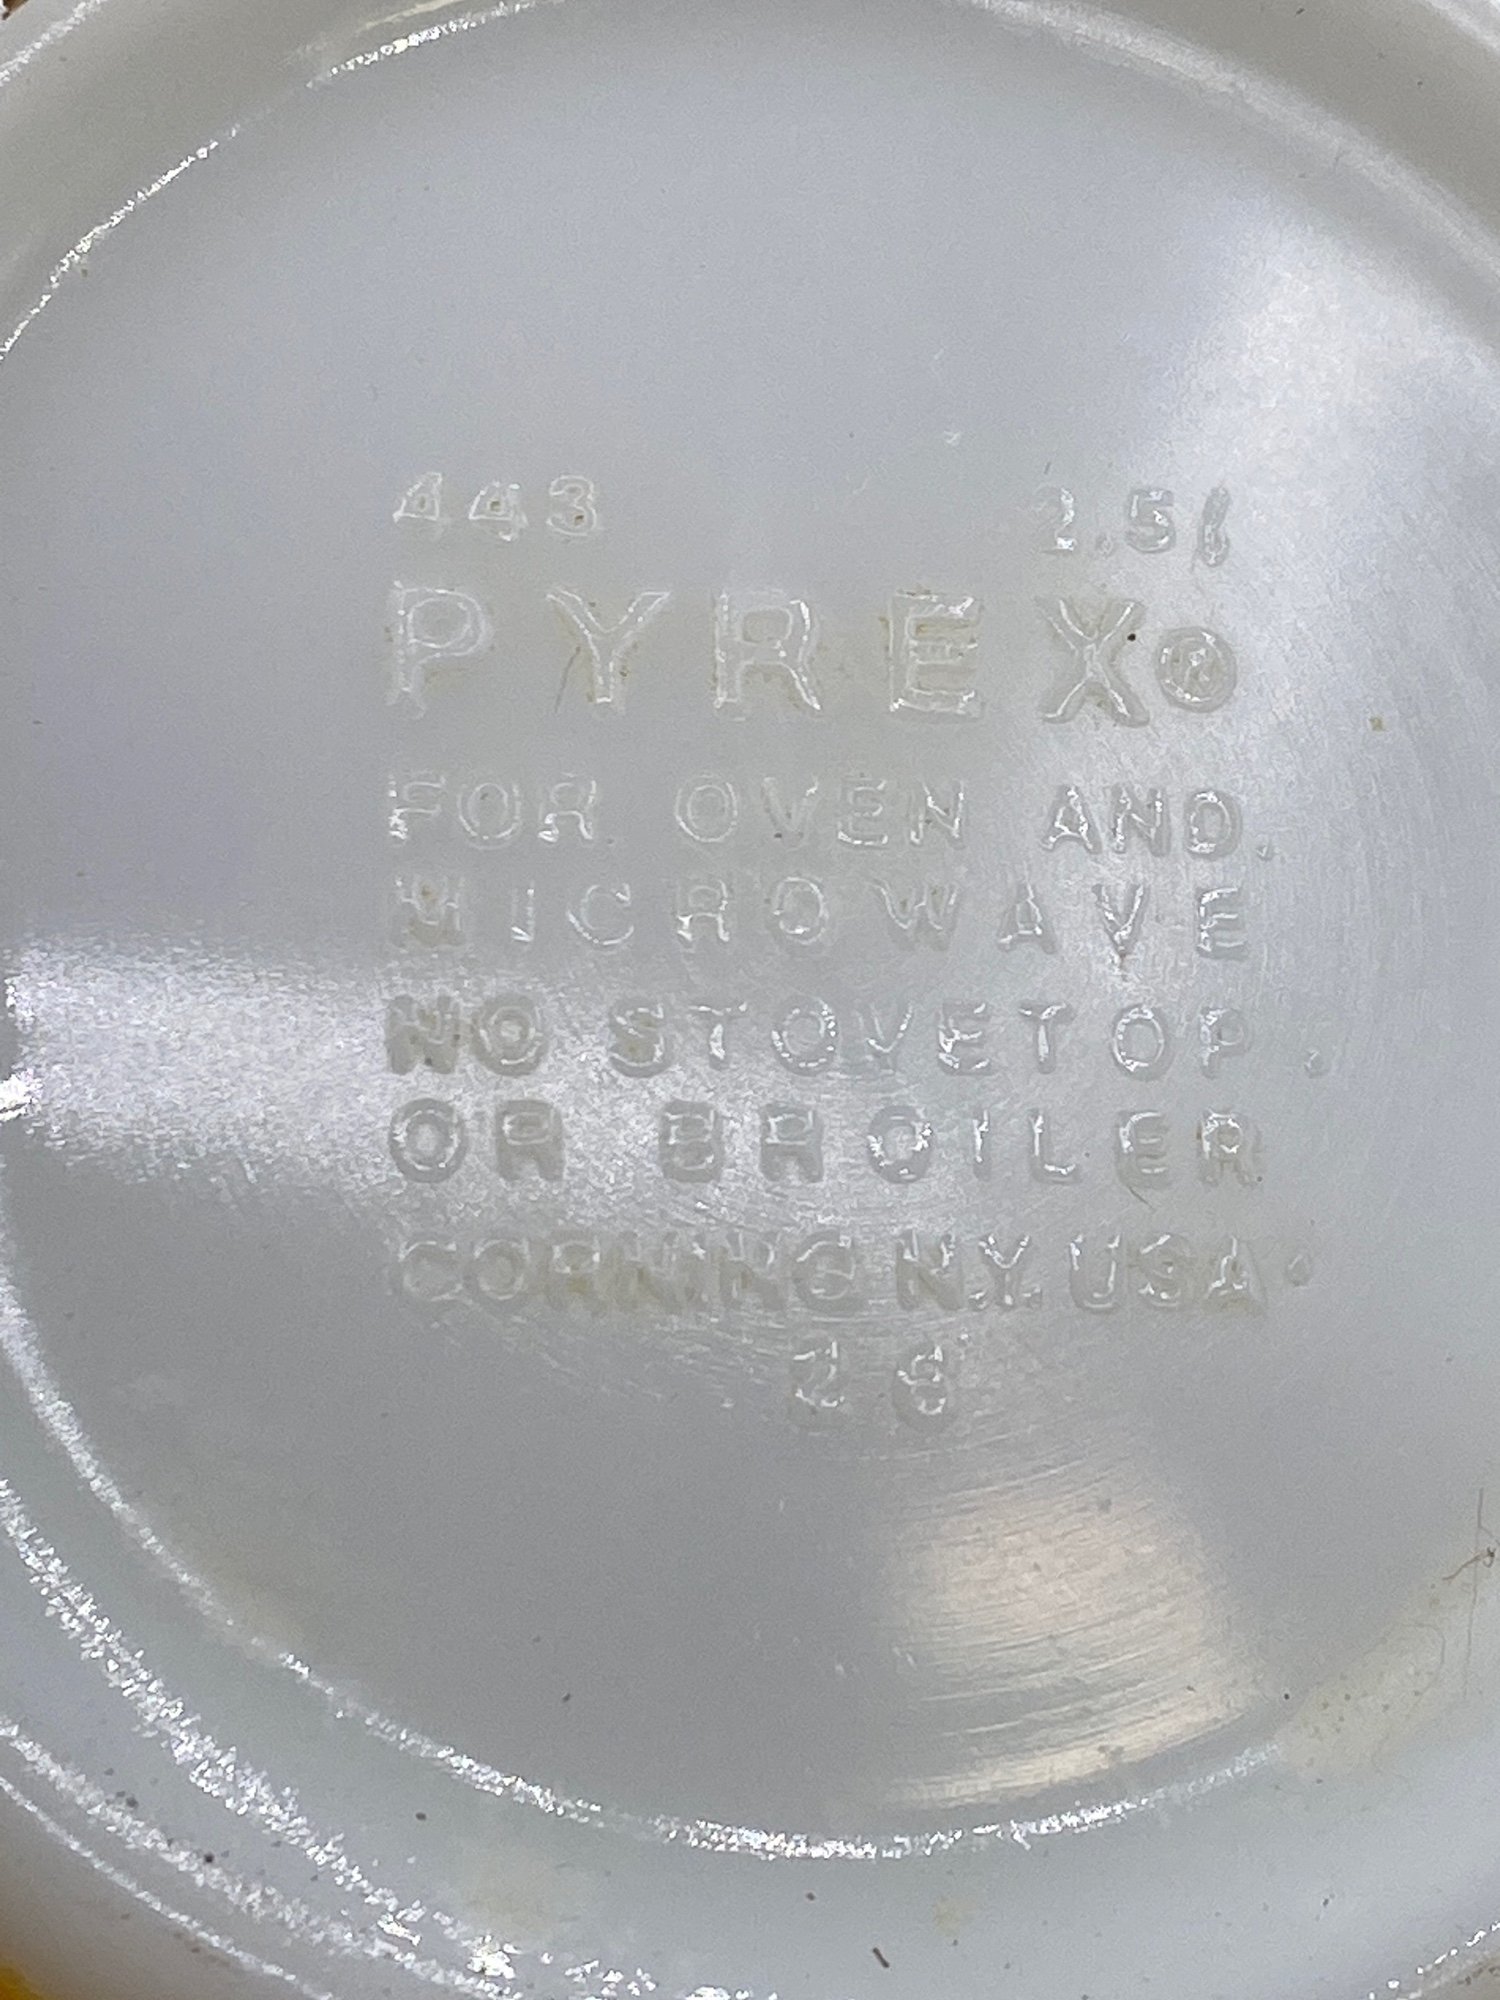 443 2.5ℓ
PYREX®
FOR OVEN AND
MICROWAVE
NO STOVETOP
OR BROILER
CORNING N.Y. USA
28